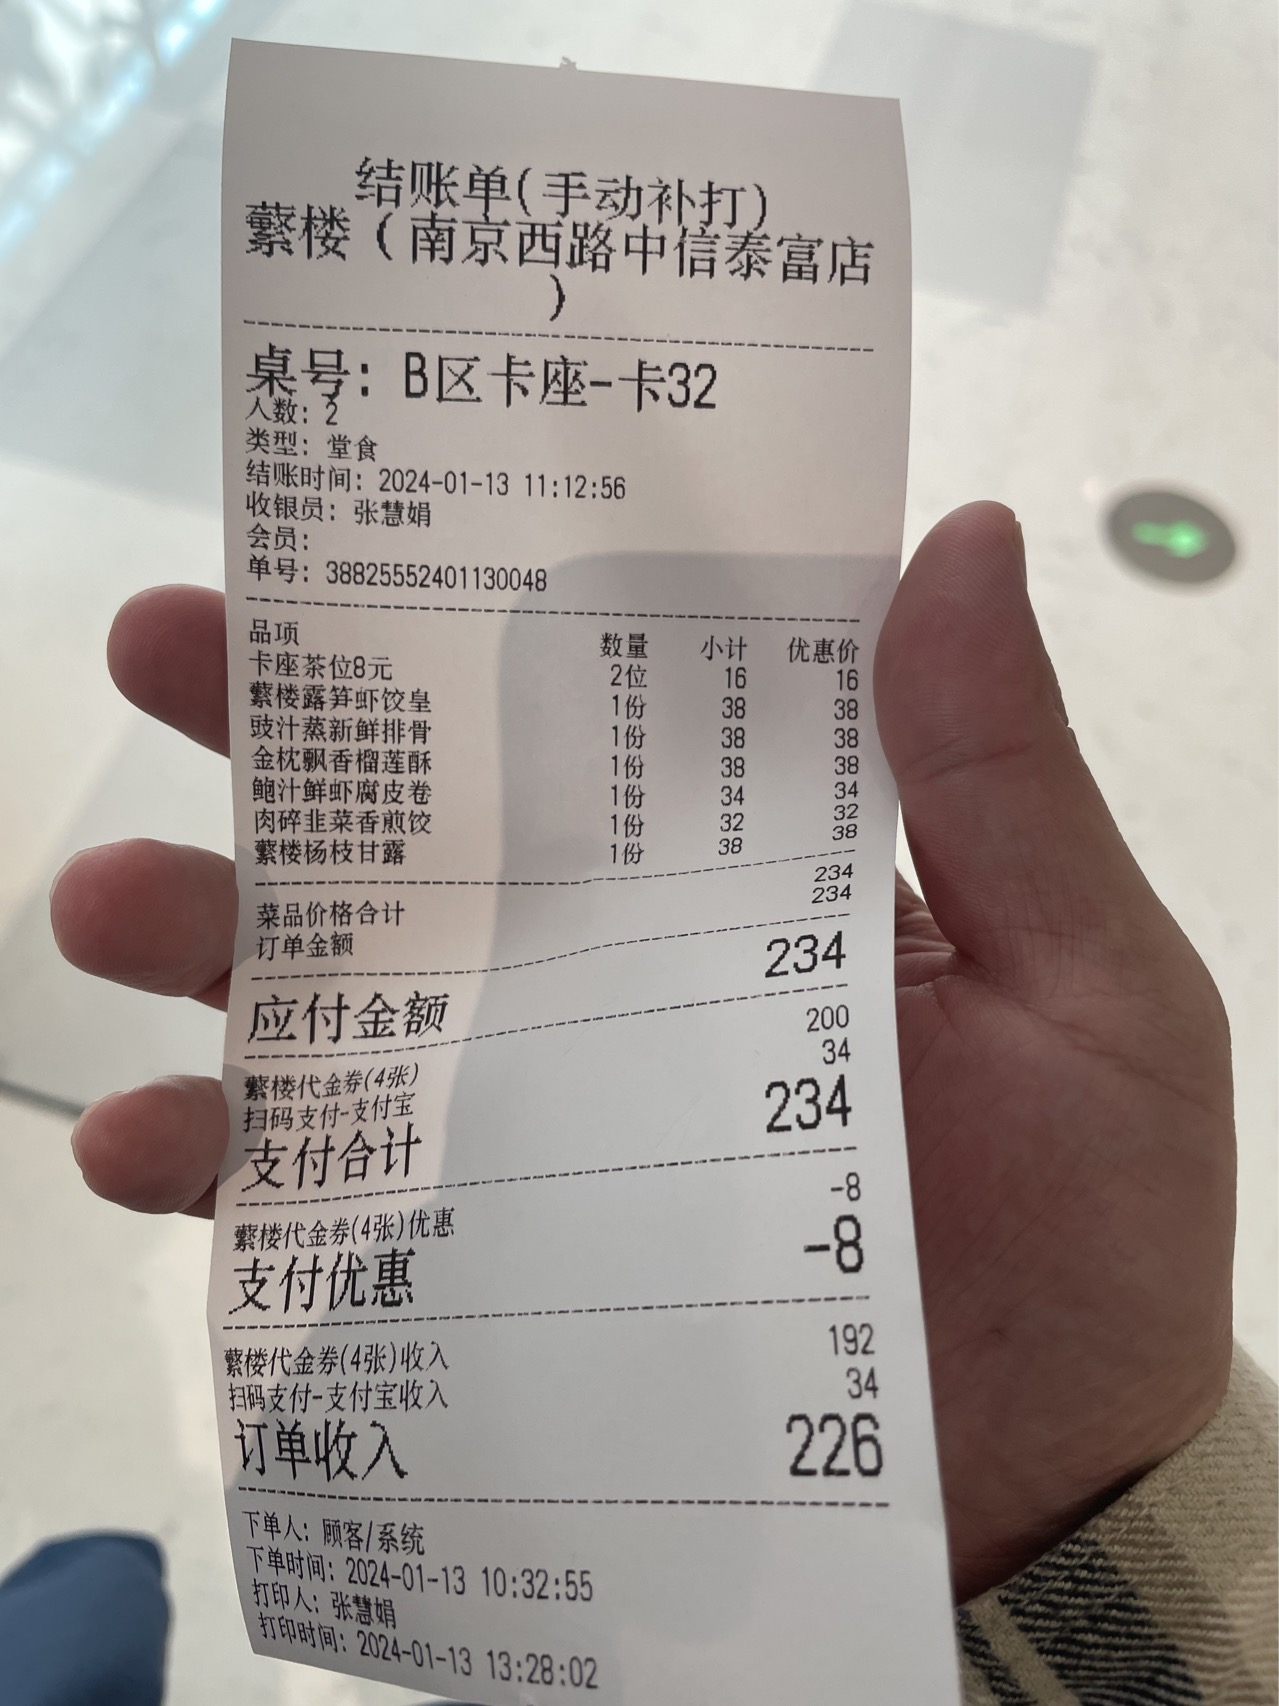 结账单(手动补打)
蘩楼（南京西路中信泰富店
）
桌号：B区卡座-卡32
人数：2
类型：堂食
结账时间：2024-01-13 11:12:56
收银员：张慧娟
会员：
单号：38825552401130048
品项 数量 小计 优惠价
卡座茶位8元 2位 16 16
蘩楼露笋虾饺皇 1份 38 38
豉汁蒸新鲜排骨 1份 38 38
金枕飘香榴莲酥 1份 38 38
鲍汁鲜虾腐皮卷 1份 34 34
肉碎韭菜香煎饺 1份 32 32
蘩楼杨枝甘露 1份 38 38
菜品价格合计 234
订单金额 234
应付金额 234
蘩楼代金券(4张) 200
扫码支付-支付宝 34
支付合计 234
蘩楼代金券(4张)优惠 -8
支付优惠 -8
蘩楼代金券(4张)收入 192
扫码支付-支付宝收入 34
订单收入 226
下单人：顾客/系统
下单时间：2024-01-13 10:32:55
打印人：张慧娟
打印时间：2024-01-13 13:28:02